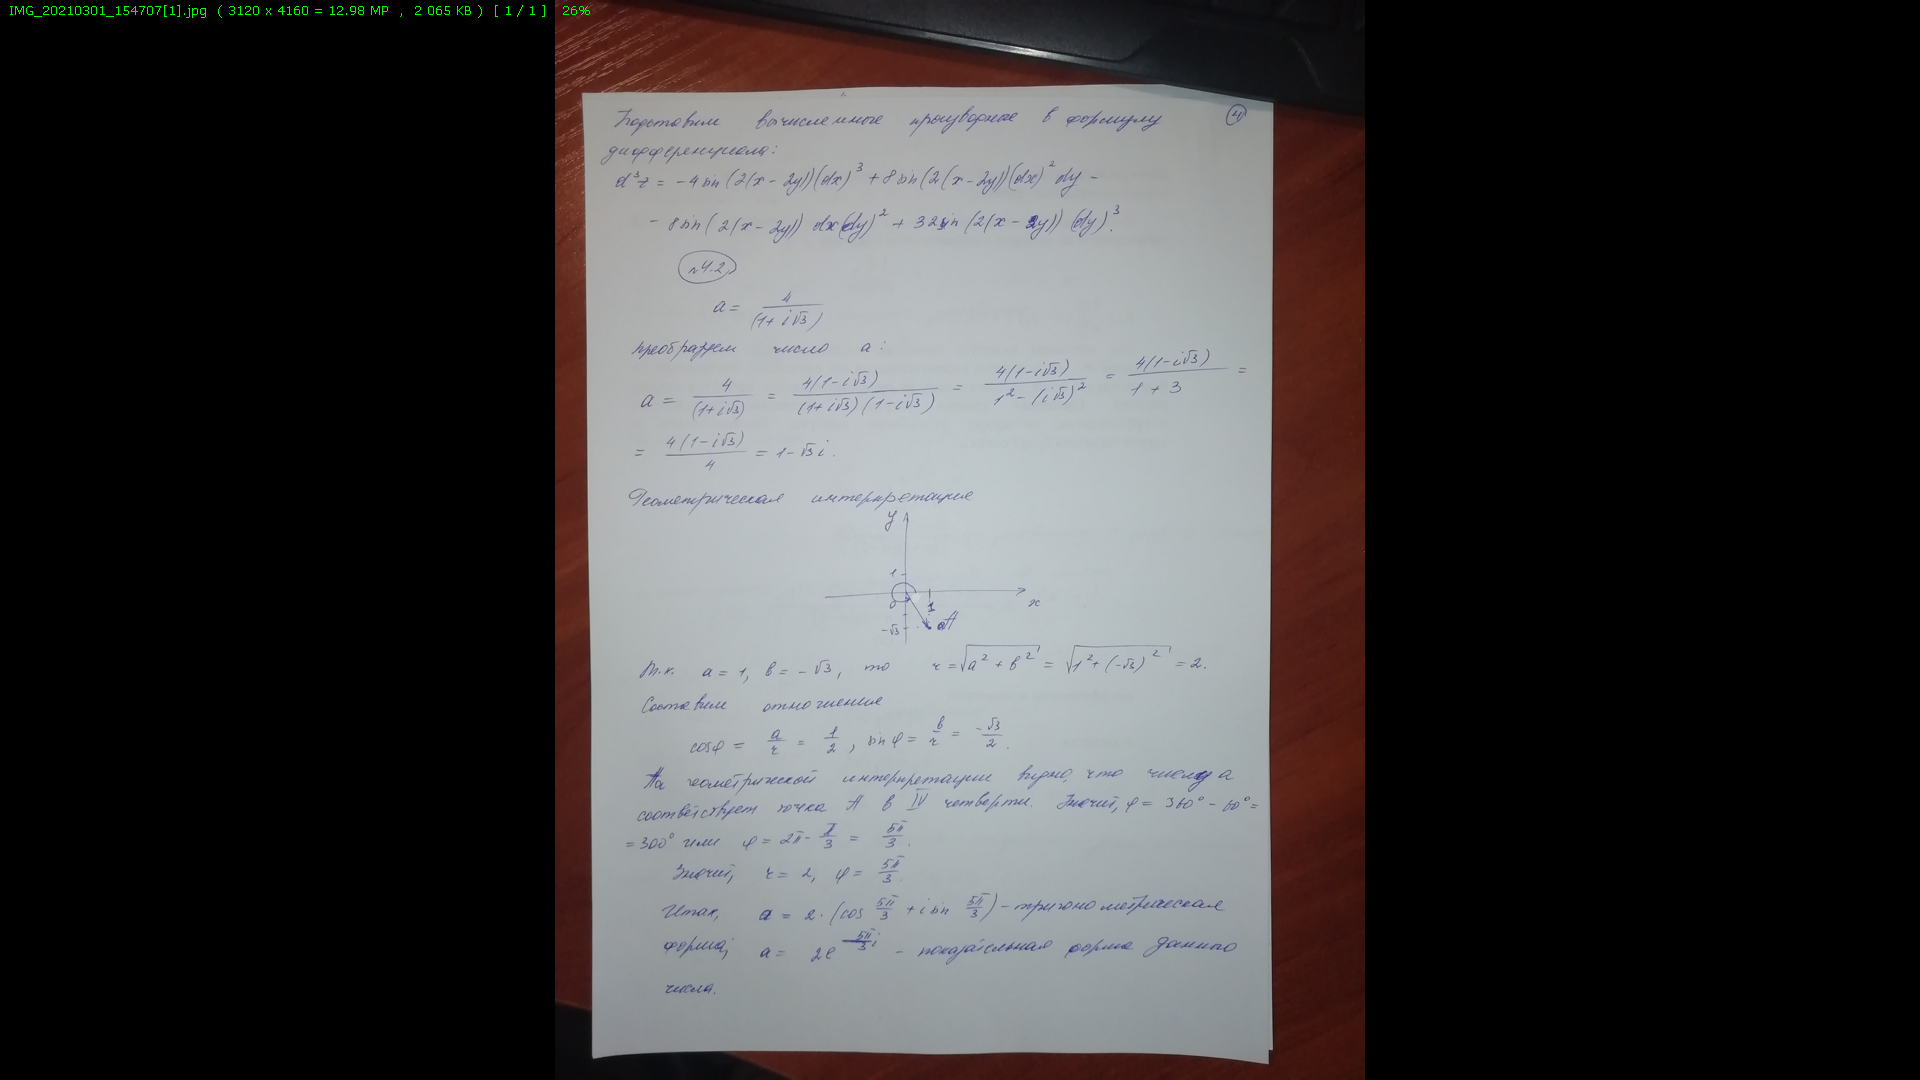 IMG_20210301_154707[1].jpg ( 3120 x 4160 = 12.98 MP , 2 065 KB ) [ 1 / 1 ] 26%
Подставим вычисленные производные в формулу
4
дифференциала:
d³z = -4 sin (2(x - 2y))(dx)³ + 8 sin (2(x - 2y))(dx)² dy -
- 8 sin (2(x - 2y)) dx(dy)² + 32 sin (2(x - 2y)) (dy)³.
№4.2
a = 4/(1+i√3)
Преобразуем число a:
a = 4/(1+i√3) = 4(1-i√3)/(1+i√3)(1-i√3) = 4(1-i√3)/1²-(i√3)² = 4(1-i√3)/1+3 =
= 4(1-i√3)/4 = 1-√3i.
Геометрическая интерпретация
y
1
0 1 x
-√3 A
Т.к. a = 1, b = -√3, то r = √a²+b² = √1²+(-√3)² = 2.
Составим отношения
cosφ = a/r = 1/2, sinφ = b/r = -√3/2.
На геометрической интерпретации видно, что числу a
соответствует точка A в IV четверти. Значит, φ = 360° - 60° =
= 300° или φ = 2π - π/3 = 5π/3.
Значит, r = 2, φ = 5π/3.
Итак, a = 2·(cos 5π/3 + i sin 5π/3) - тригонометрическая
форма; a = 2e^(5π/3 i) - показательная форма данного
числа.